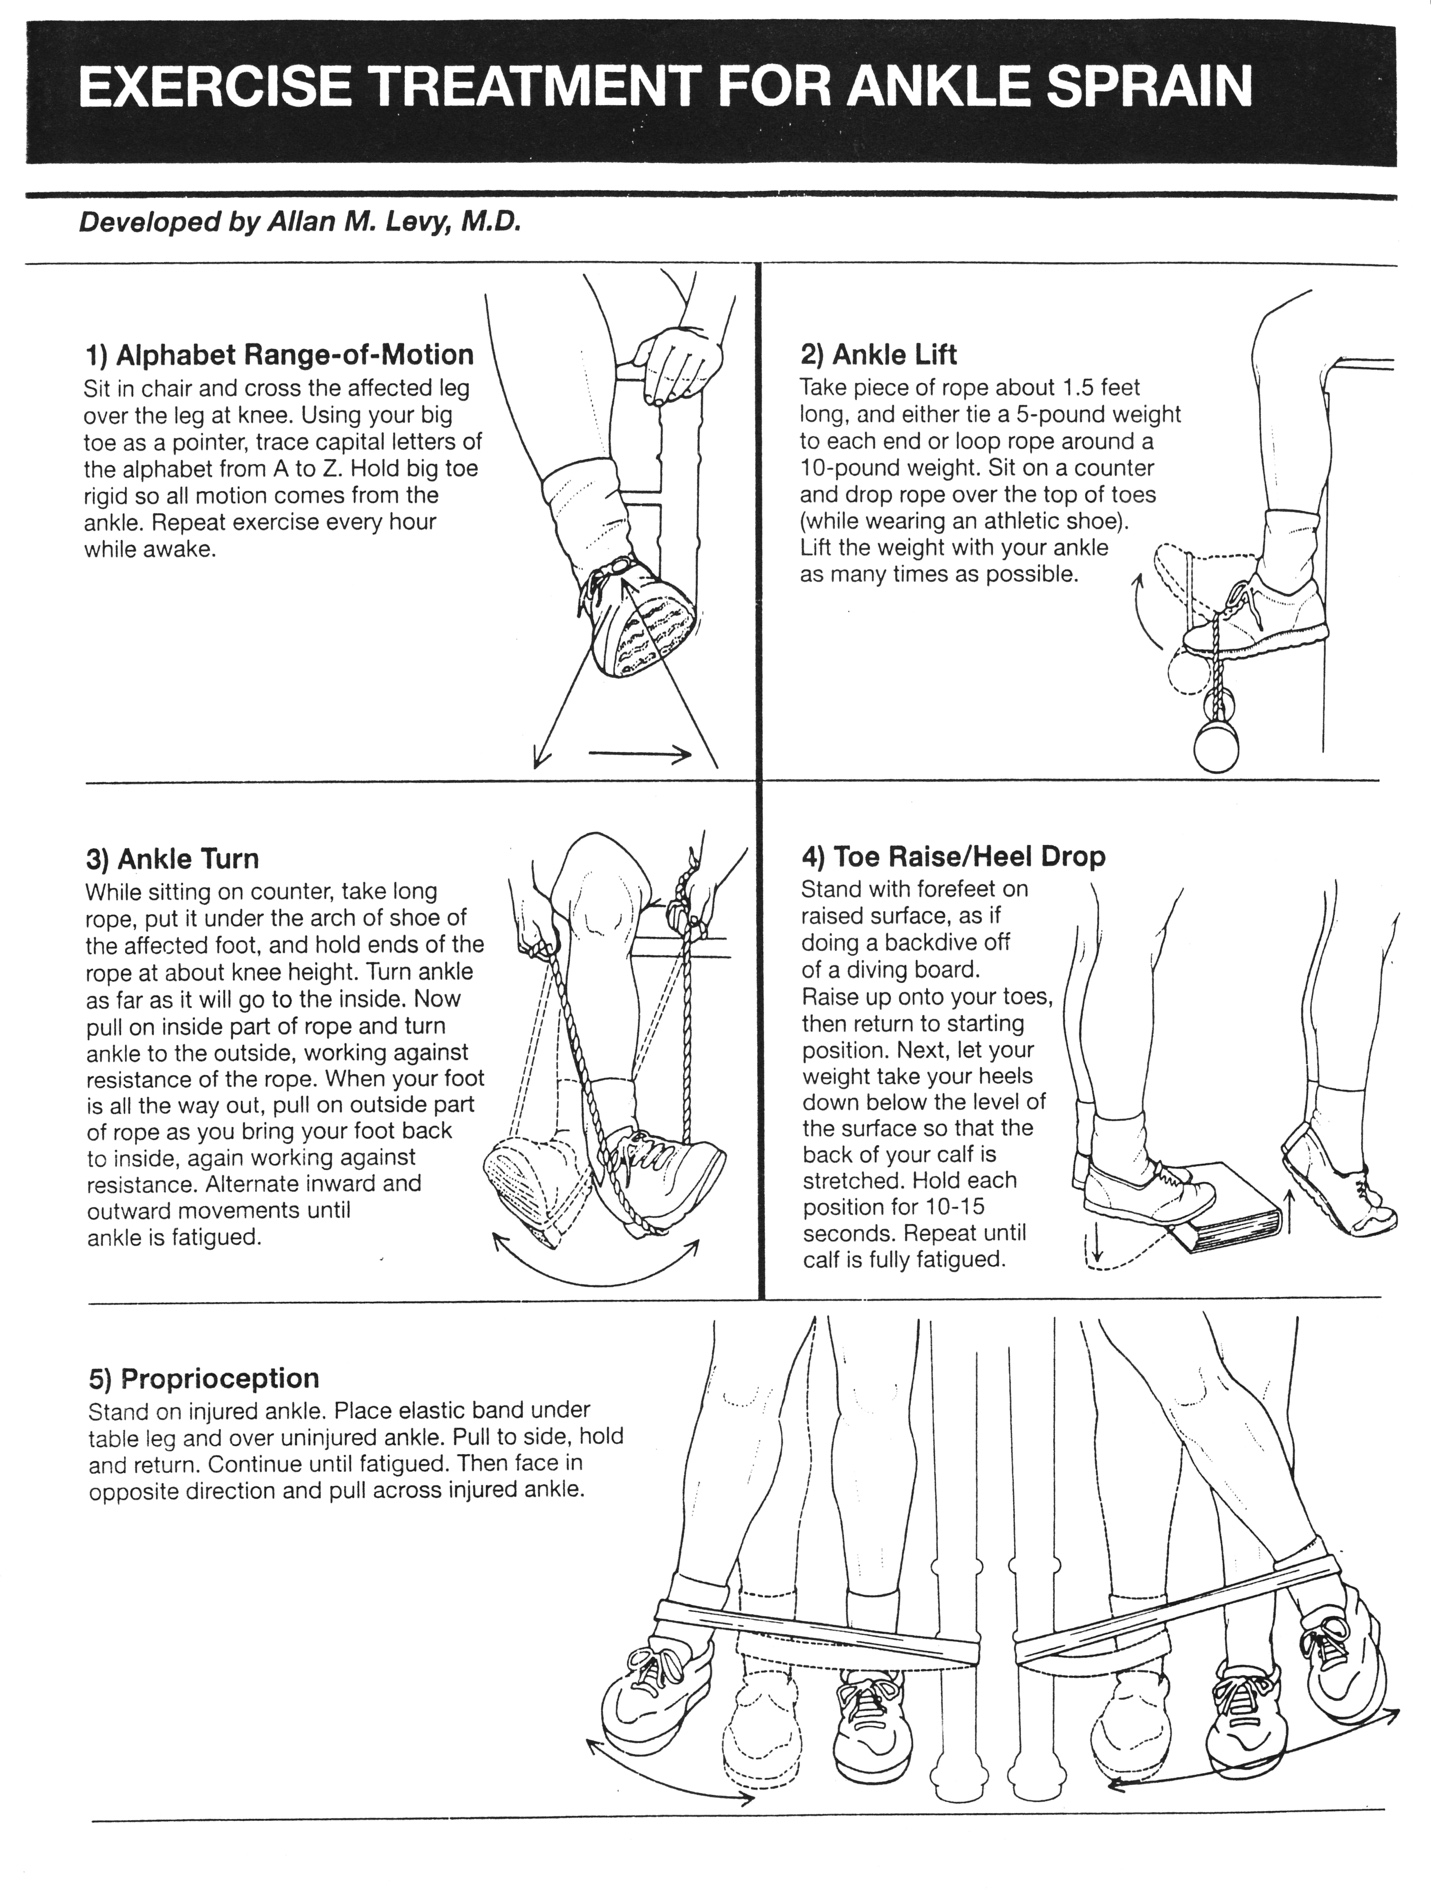 EXERCISE TREATMENT FOR ANKLE SPRAIN
Developed by Allan M. Levy, M.D.
1) Alphabet Range-of-Motion
Sit in chair and cross the affected leg
over the leg at knee. Using your big
toe as a pointer, trace capital letters of
the alphabet from A to Z. Hold big toe
rigid so all motion comes from the
ankle. Repeat exercise every hour
while awake.
2) Ankle Lift
Take piece of rope about 1.5 feet
long, and either tie a 5-pound weight
to each end or loop rope around a
10-pound weight. Sit on a counter
and drop rope over the top of toes
(while wearing an athletic shoe).
Lift the weight with your ankle
as many times as possible.
3) Ankle Turn
While sitting on counter, take long
rope, put it under the arch of shoe of
the affected foot, and hold ends of the
rope at about knee height. Turn ankle
as far as it will go to the inside. Now
pull on inside part of rope and turn
ankle to the outside, working against
resistance of the rope. When your foot
is all the way out, pull on outside part
of rope as you bring your foot back
to inside, again working against
resistance. Alternate inward and
outward movements until
ankle is fatigued.
4) Toe Raise/Heel Drop
Stand with forefeet on
raised surface, as if
doing a backdive off
of a diving board.
Raise up onto your toes,
then return to starting
position. Next, let your
weight take your heels
down below the level of
the surface so that the
back of your calf is
stretched. Hold each
position for 10-15
seconds. Repeat until
calf is fully fatigued.
5) Proprioception
Stand on injured ankle. Place elastic band under
table leg and over uninjured ankle. Pull to side, hold
and return. Continue until fatigued. Then face in
opposite direction and pull across injured ankle.